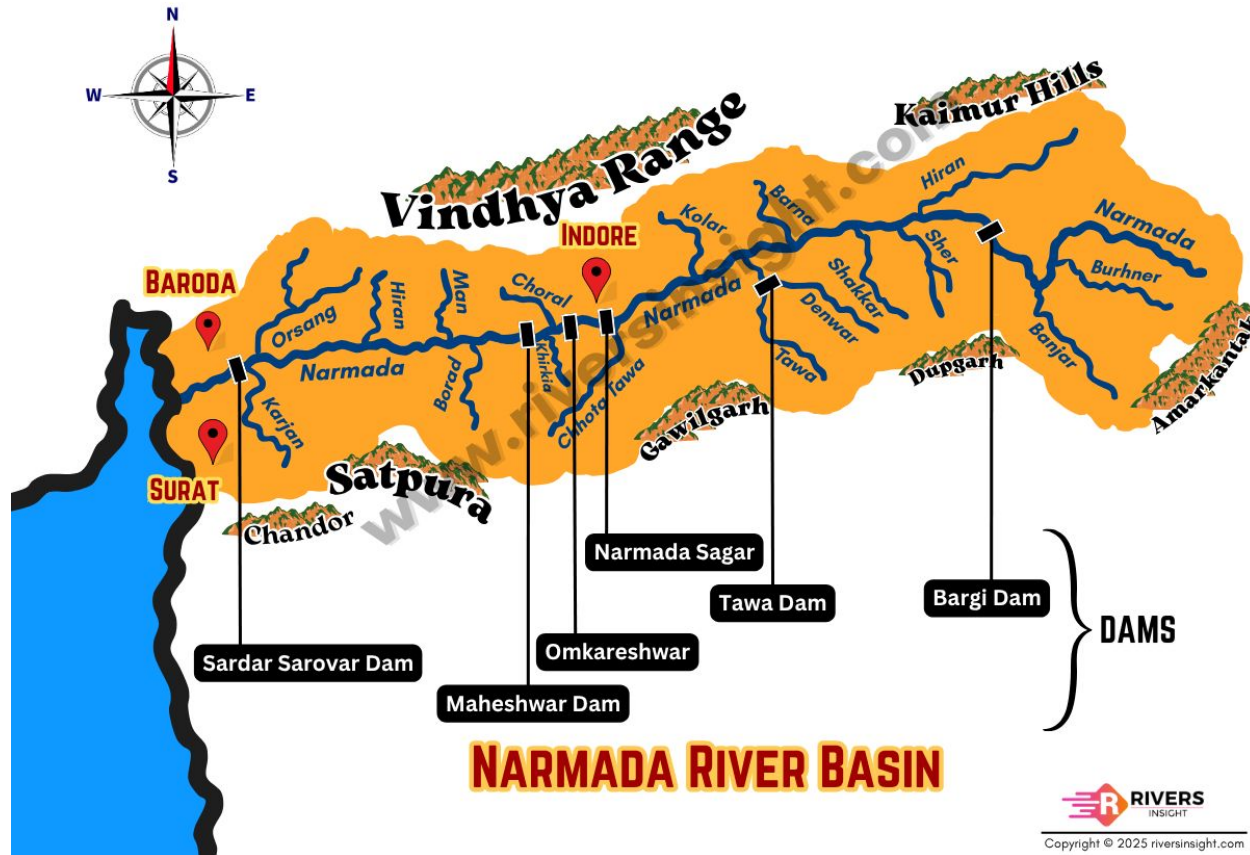 N
W
E
S
Kaimur Hills
Vindhya Range
Hiran
Barna
Kolar
Narmada
INDORE
Burhner
Sher
Shakkar
BARODA
Man
Hiran
Choral
Orsang
Narmada
Denwar
Banjar
Narmada
Khirkia
Tawa
Borad
Chhota Tawa
Dupgarh
Amarkantak
Karjan
Gawilgarh
SURAT
Satpura
Chandor
www.riversinsight.com
Narmada Sagar
Tawa Dam
Bargi Dam
DAMS
Omkareshwar
Sardar Sarovar Dam
Maheshwar Dam
NARMADA RIVER BASIN
R RIVERS
INSIGHT
Copyright © 2025 riversinsight.com